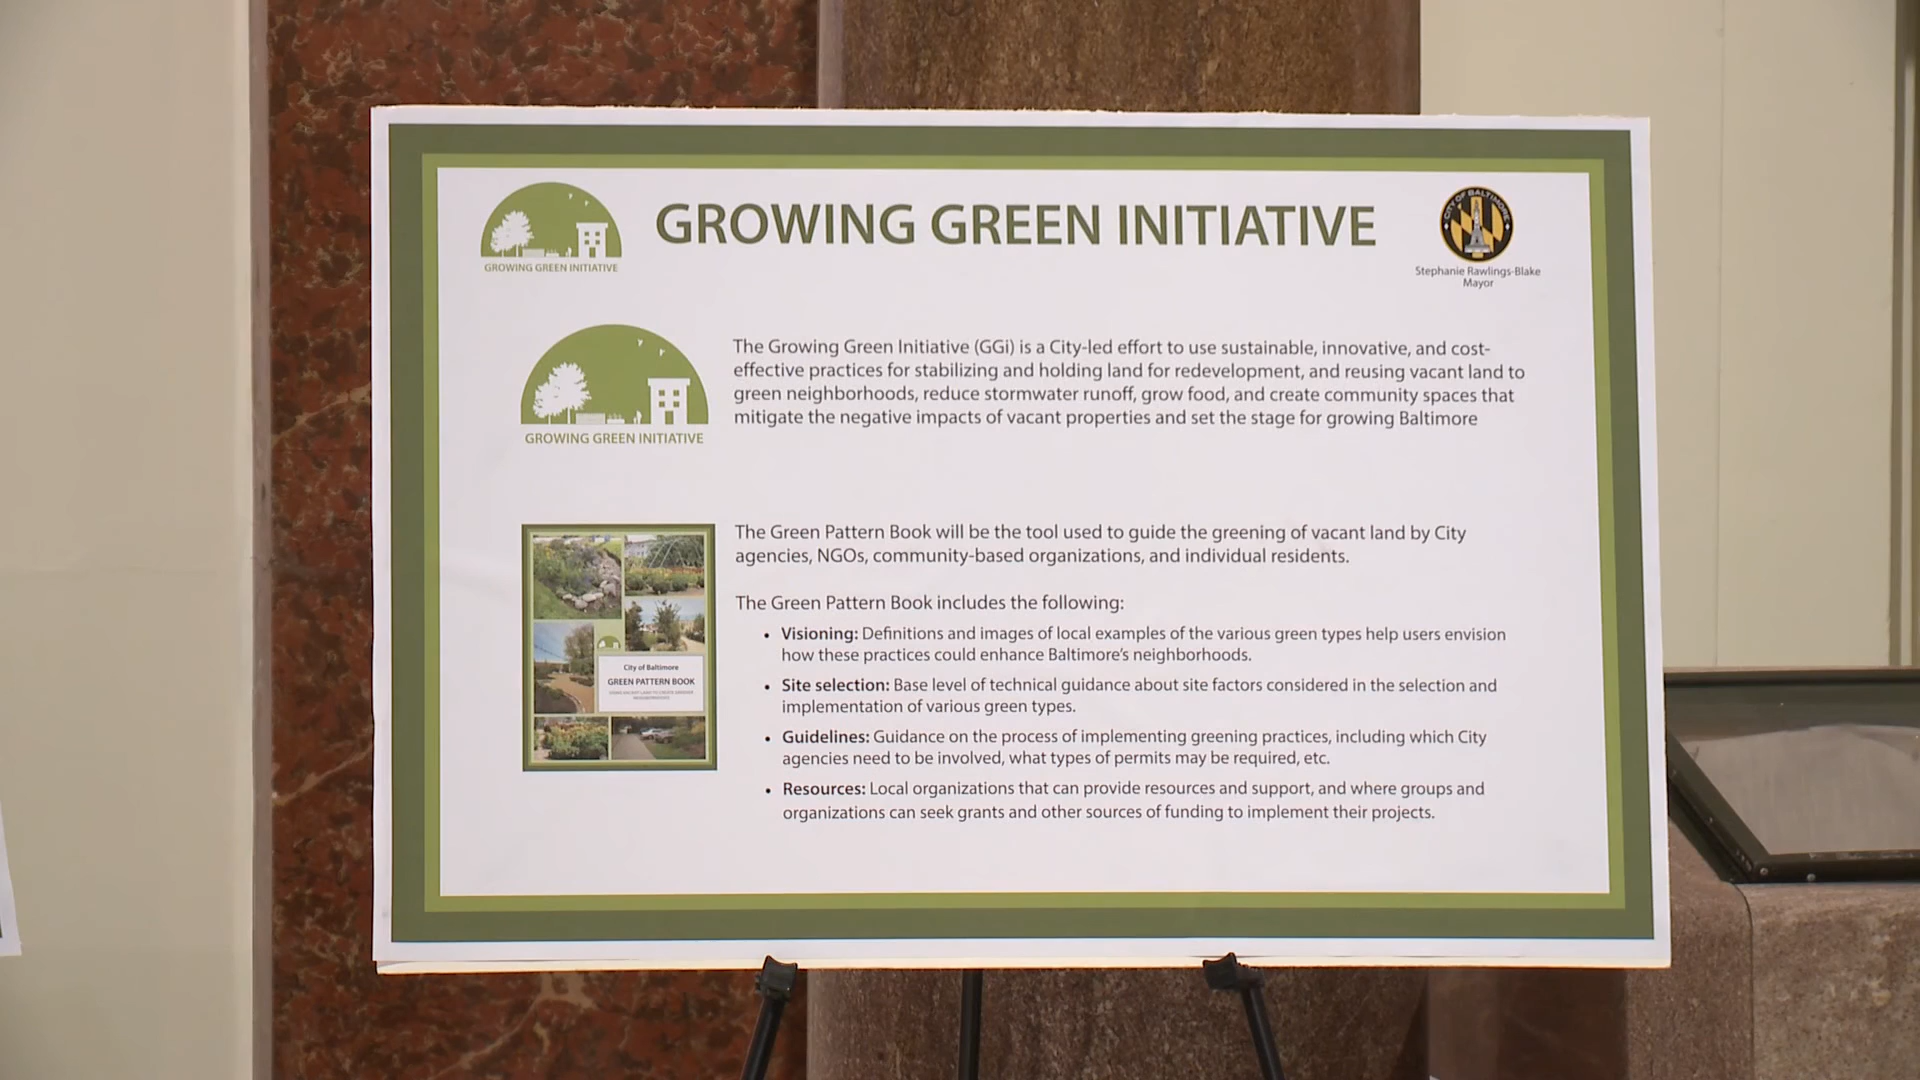 GROWING GREEN INITIATIVE
GROWING GREEN INITIATIVE
CITY OF BALTIMORE
Stephanie Rawlings-Blake
Mayor
GROWING GREEN INITIATIVE
The Growing Green Initiative (GGi) is a City-led effort to use sustainable, innovative, and cost-
effective practices for stabilizing and holding land for redevelopment, and reusing vacant land to
green neighborhoods, reduce stormwater runoff, grow food, and create community spaces that
mitigate the negative impacts of vacant properties and set the stage for growing Baltimore
The Green Pattern Book will be the tool used to guide the greening of vacant land by City
agencies, NGOs, community-based organizations, and individual residents.
The Green Pattern Book includes the following:
• Visioning: Definitions and images of local examples of the various green types help users envision
how these practices could enhance Baltimore's neighborhoods.
• Site selection: Base level of technical guidance about site factors considered in the selection and
implementation of various green types.
• Guidelines: Guidance on the process of implementing greening practices, including which City
agencies need to be involved, what types of permits may be required, etc.
• Resources: Local organizations that can provide resources and support, and where groups and
organizations can seek grants and other sources of funding to implement their projects.
City of Baltimore
GREEN PATTERN BOOK